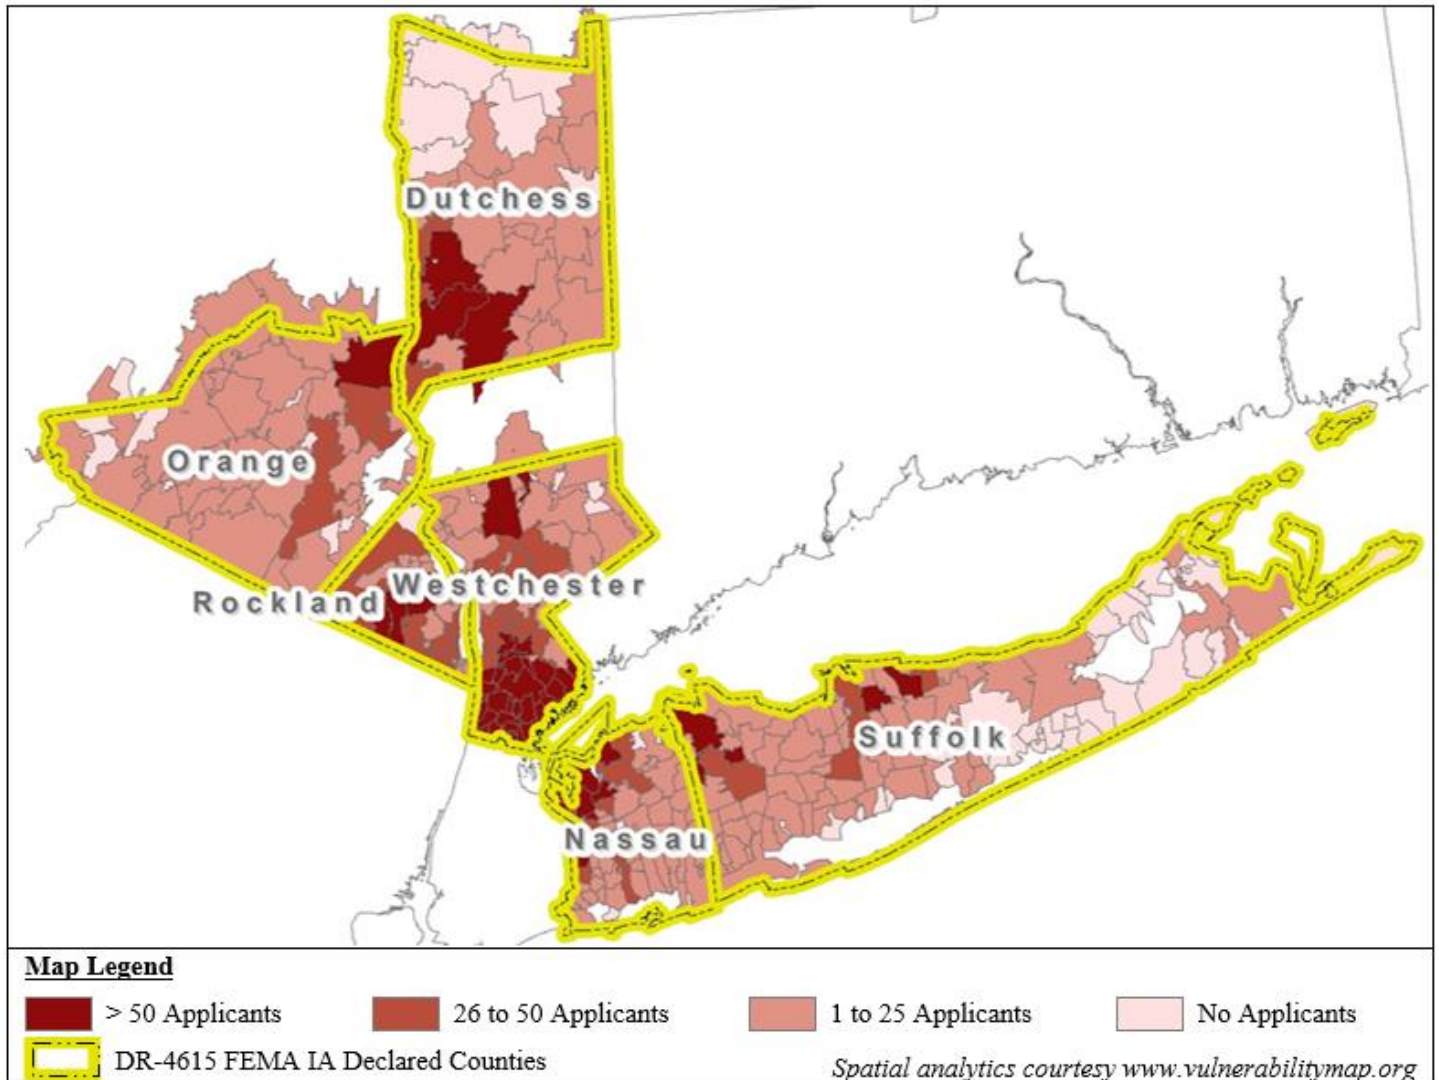 Dutchess
Orange
Rockland
Westchester
Suffolk
Nassau
Map Legend
> 50 Applicants
26 to 50 Applicants
1 to 25 Applicants
No Applicants
DR-4615 FEMA IA Declared Counties
Spatial analytics courtesy www.vulnerabilitymap.org